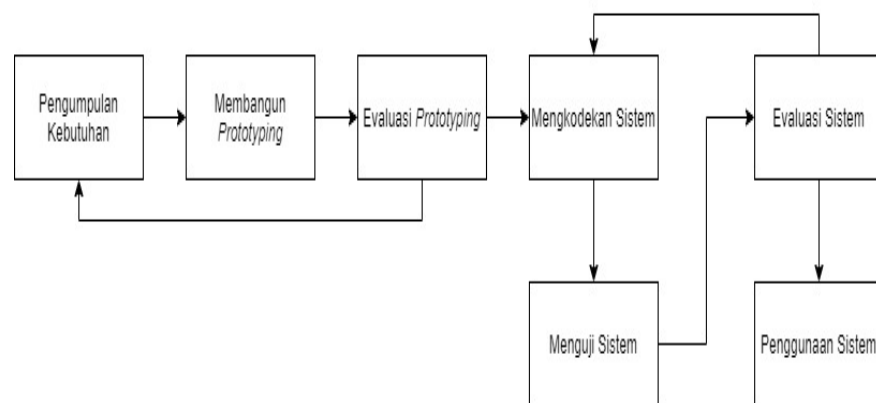 Pengumpulan
Kebutuhan
Membangun
Prototyping
Evaluasi Prototyping
Mengkodekan Sistem
Evaluasi Sistem
Menguji Sistem
Penggunaan Sistem